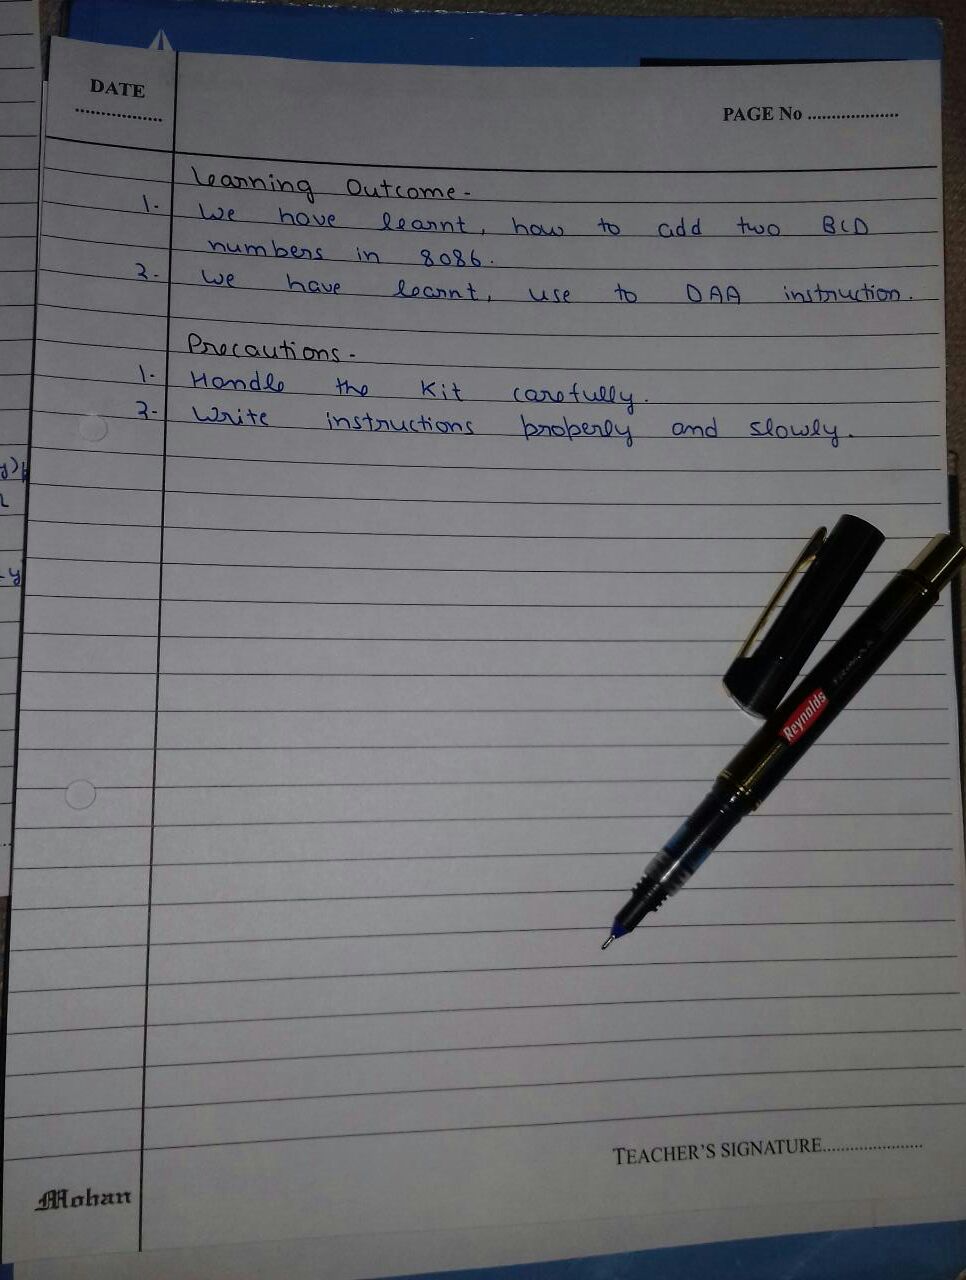 DATE
PAGE No
Learning Outcome-
1. We have learnt, how to add two BCD
numbers in 8086.
2. We have learnt, use to DAA instruction.
Precautions-
1. Handle the Kit carefully.
2. Write instructions properly and slowly.
Reynolds
TEACHER'S SIGNATURE
Mohan